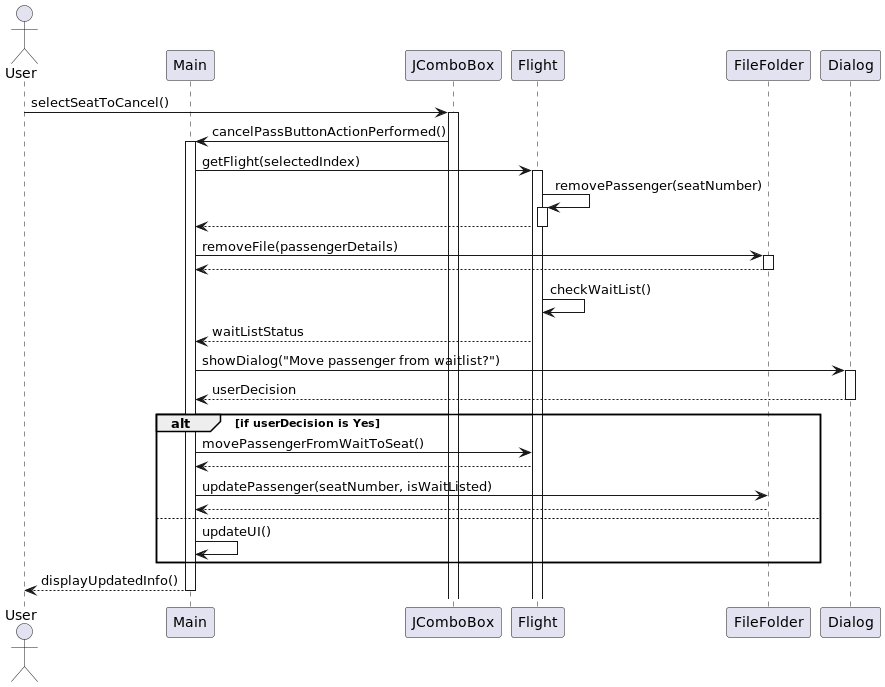 User
Main
JComboBox
Flight
FileFolder
Dialog
selectSeatToCancel()
cancelPassButtonActionPerformed()
getFlight(selectedIndex)
removePassenger(seatNumber)
removeFile(passengerDetails)
checkWaitList()
waitListStatus
showDialog("Move passenger from waitlist?")
userDecision
alt [if userDecision is Yes]
movePassengerFromWaitToSeat()
updatePassenger(seatNumber, isWaitListed)
updateUI()
displayUpdatedInfo()
User
Main
JComboBox
Flight
FileFolder
Dialog